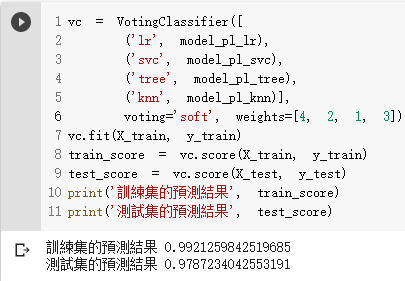 1 vc = VotingClassifier([
2 ('lr', model_pl_lr),
3 ('svc', model_pl_svc),
4 ('tree', model_pl_tree),
5 ('knn', model_pl_knn)],
6 voting='soft', weights=[4, 2, 1, 3])
7 vc.fit(X_train, y_train)
8 train_score = vc.score(X_train, y_train)
9 test_score = vc.score(X_test, y_test)
10 print('訓練集的預測結果', train_score)
11 print('測試集的預測結果', test_score)
訓練集的預測結果 0.9921259842519685
測試集的預測結果 0.9787234042553191